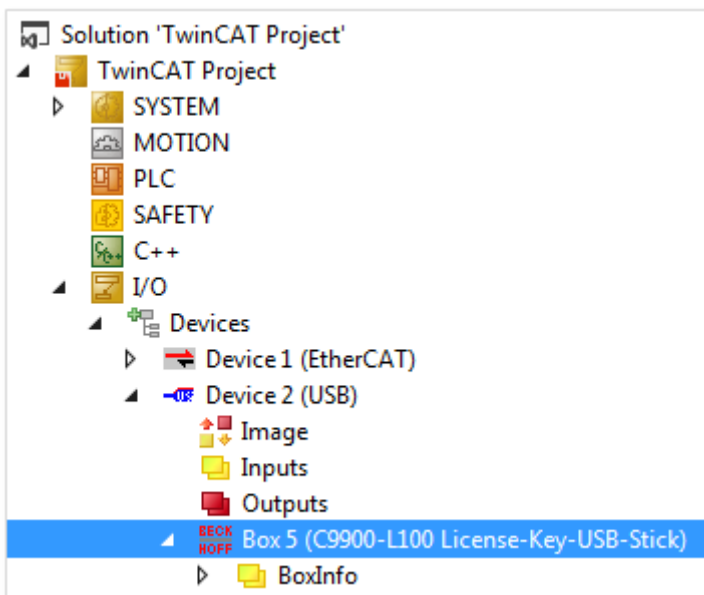 Solution 'TwinCAT Project'
TwinCAT Project
SYSTEM
MOTION
PLC
SAFETY
C++
I/O
Devices
Device 1 (EtherCAT)
Device 2 (USB)
Image
Inputs
Outputs
BECK
HOFF
Box 5 (C9900-L100 License-Key-USB-Stick)
BoxInfo